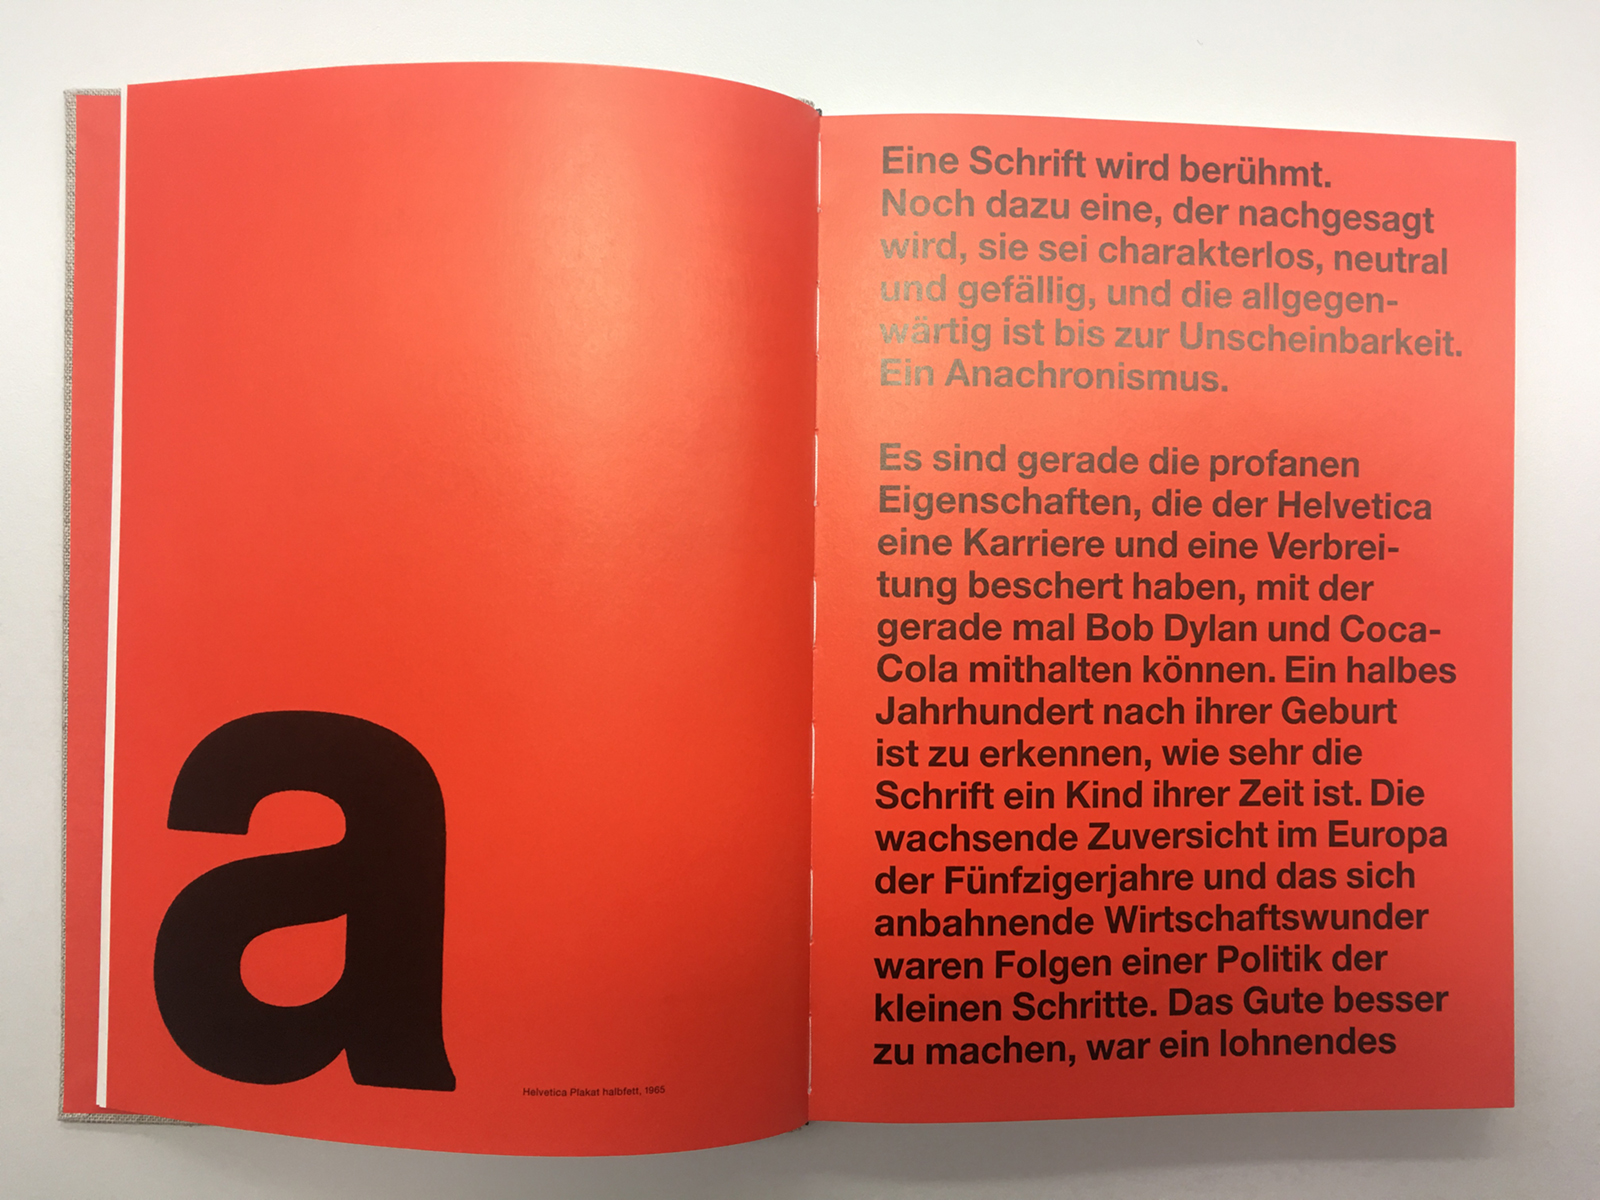 a
Helvetica Plakat halbfett, 1965
Eine Schrift wird berühmt.
Noch dazu eine, der nachgesagt
wird, sie sei charakterlos, neutral
und gefällig, und die allgegen-
wärtig ist bis zur Unscheinbarkeit.
Ein Anachronismus.
Es sind gerade die profanen
Eigenschaften, die der Helvetica
eine Karriere und eine Verbrei-
tung beschert haben, mit der
gerade mal Bob Dylan und Coca-
Cola mithalten können. Ein halbes
Jahrhundert nach ihrer Geburt
ist zu erkennen, wie sehr die
Schrift ein Kind ihrer Zeit ist. Die
wachsende Zuversicht im Europa
der Fünfzigerjahre und das sich
anbahnende Wirtschaftswunder
waren Folgen einer Politik der
kleinen Schritte. Das Gute besser
zu machen, war ein lohnendes